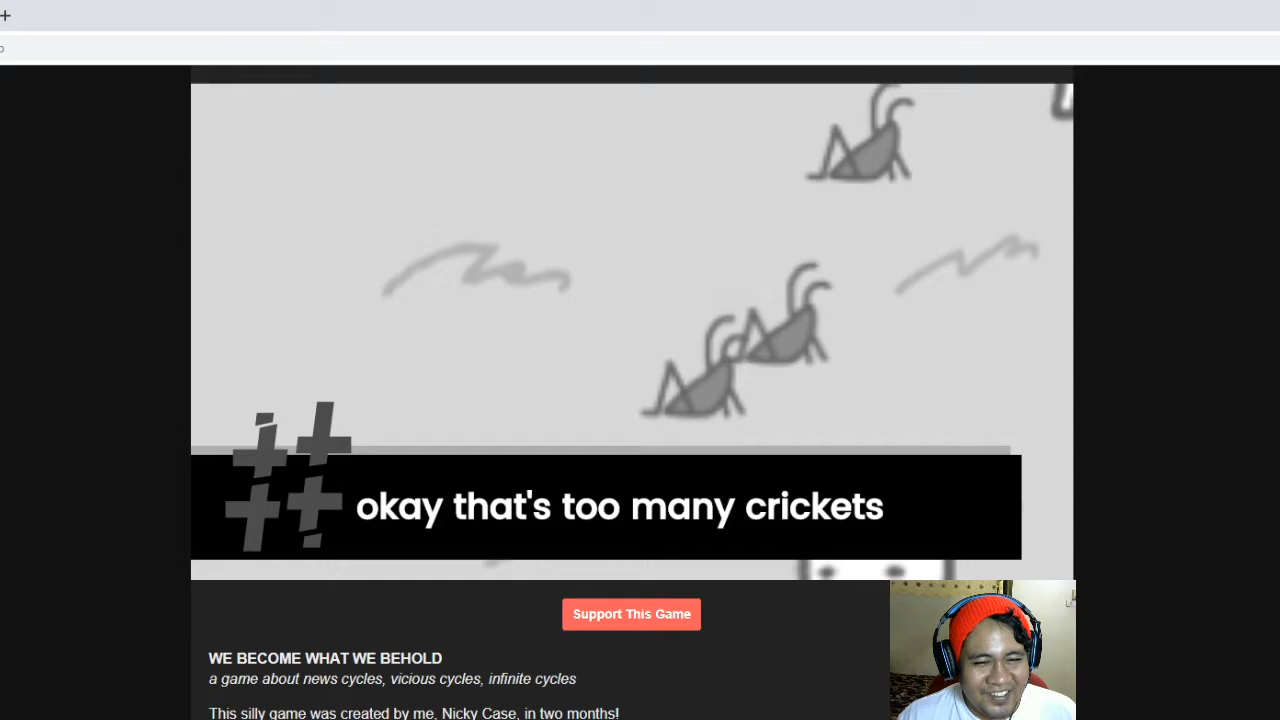 okay that's too many crickets
Support This Game
WE BECOME WHAT WE BEHOLD
a game about news cycles, vicious cycles, infinite cycles
This silly game was created by me, Nicky Case, in two months!